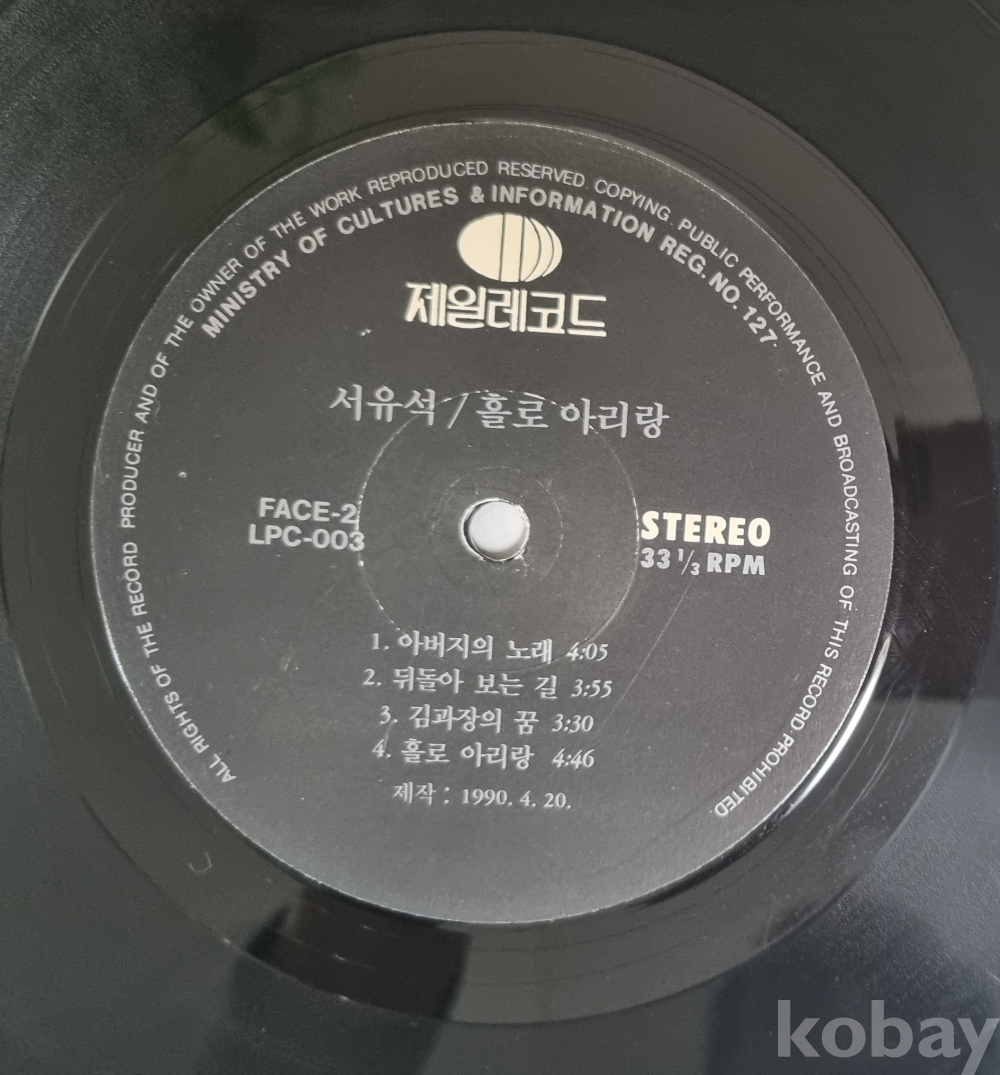 ALL RIGHTS OF THE RECORD PRODUCER AND OF THE OWNER OF THE WORK REPRODUCED RESERVED. COPYING. PUBLIC PERFORMANCE AND BROADCASTING OF THIS RECORD PROHIBITED.
MINISTRY OF CULTURES & INFORMATION REG. NO. 127
제일레코드
서유석 / 홀로 아리랑
FACE-2
LPC-003
STEREO
33 1/3 RPM
1. 아버지의 노래 4:05
2. 뒤돌아 보는 길 3:55
3. 김과장의 꿈 3:30
4. 홀로 아리랑 4:46
제작 : 1990. 4. 20.
kobay